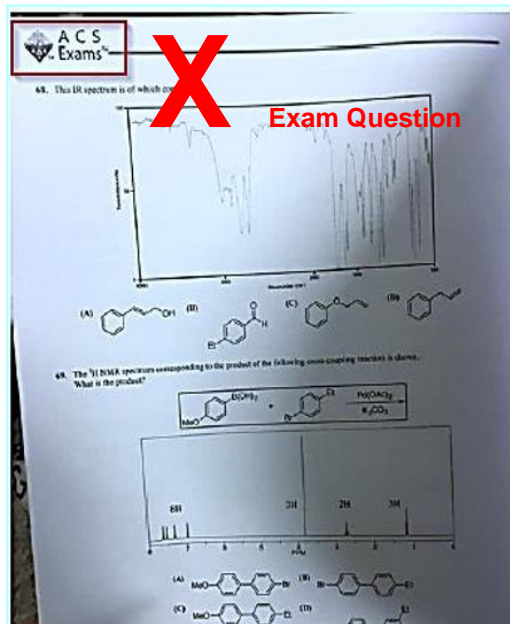 ACS
Exams
X
Exam Question
68. This IR spectrum is of which
(A) OH (B) O H Et (C) O (D)
69. The ¹H NMR spectrum corresponding to the product of the following cross-coupling reaction is shown.
What is the product?
MeO B(OH)₂ + Br Et Pd(OAc)₂
K₂CO₃
8H 3H 2H 3H
PPM
(A) MeO Br (B) Br Et
(C) MeO Et (D) Et